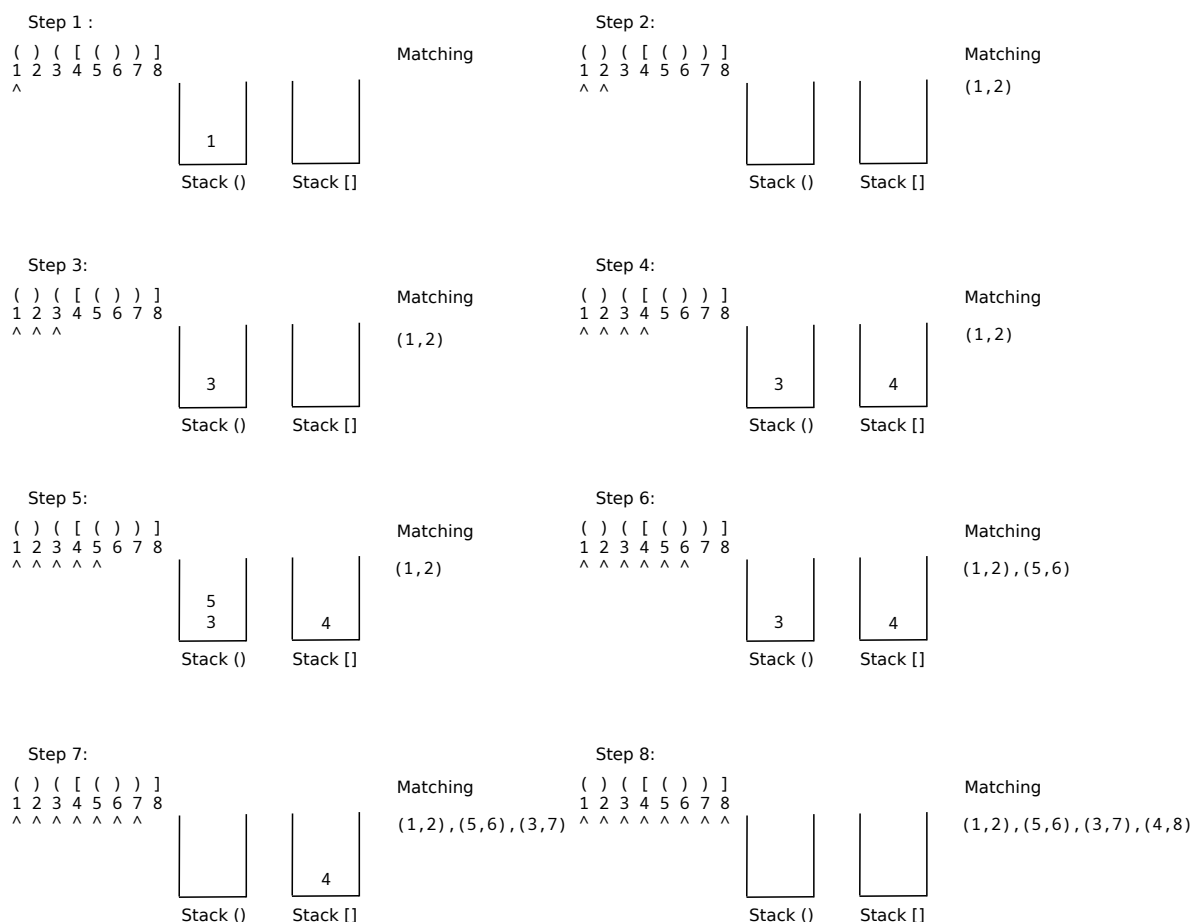 Step 1 :
( ) ( [ ( ) ) ]
1 2 3 4 5 6 7 8
^
Matching
1
Stack () Stack []
Step 2:
( ) ( [ ( ) ) ]
1 2 3 4 5 6 7 8
^ ^
Matching
(1,2)
Stack () Stack []
Step 3:
( ) ( [ ( ) ) ]
1 2 3 4 5 6 7 8
^ ^ ^
Matching
(1,2)
3
Stack () Stack []
Step 4:
( ) ( [ ( ) ) ]
1 2 3 4 5 6 7 8
^ ^ ^ ^
Matching
(1,2)
3 4
Stack () Stack []
Step 5:
( ) ( [ ( ) ) ]
1 2 3 4 5 6 7 8
^ ^ ^ ^ ^
Matching
(1,2)
5
3 4
Stack () Stack []
Step 6:
( ) ( [ ( ) ) ]
1 2 3 4 5 6 7 8
^ ^ ^ ^ ^ ^
Matching
(1,2),(5,6)
3 4
Stack () Stack []
Step 7:
( ) ( [ ( ) ) ]
1 2 3 4 5 6 7 8
^ ^ ^ ^ ^ ^ ^
Matching
(1,2),(5,6),(3,7)
4
Stack () Stack []
Step 8:
( ) ( [ ( ) ) ]
1 2 3 4 5 6 7 8
^ ^ ^ ^ ^ ^ ^ ^
Matching
(1,2),(5,6),(3,7),(4,8)
Stack () Stack []